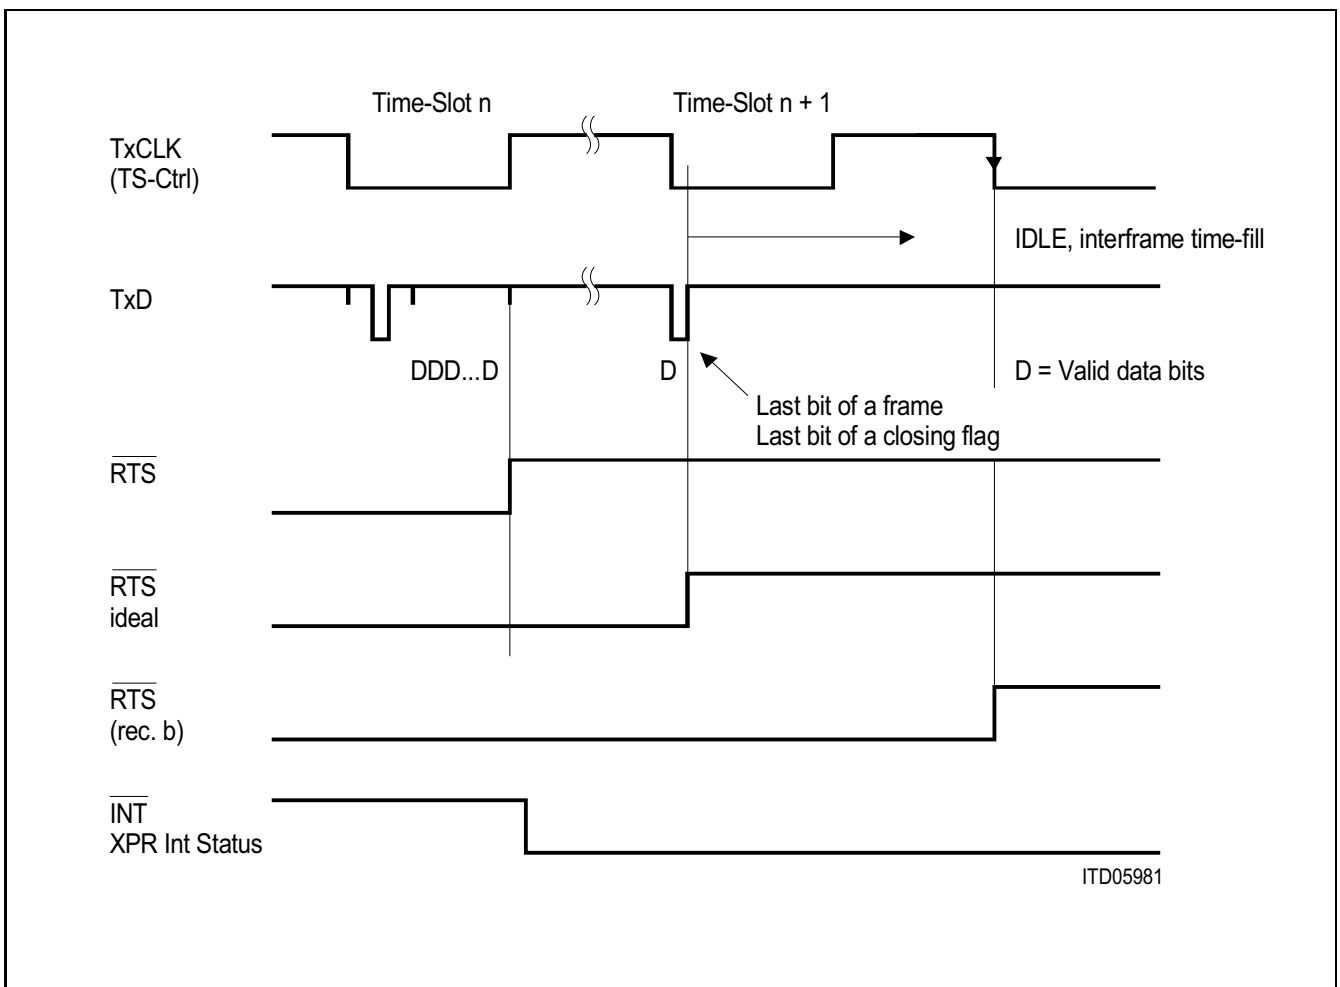 Time-Slot n
Time-Slot n + 1
TxCLK
(TS-Ctrl)
IDLE, interframe time-fill
TxD
DDD...D
D
D = Valid data bits
Last bit of a frame
Last bit of a closing flag
RTS
RTS
ideal
RTS
(rec. b)
INT
XPR Int Status
ITD05981